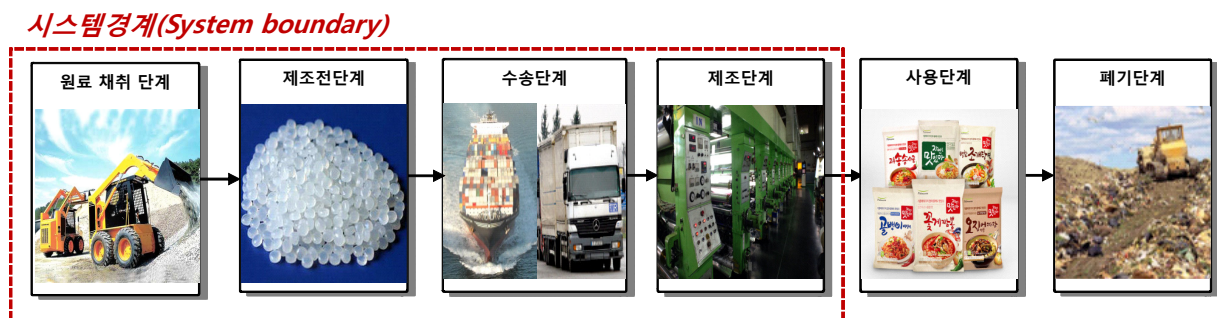 시스템경계(System boundary)
원료 채취 단계
제조전단계
수송단계
제조단계
사용단계
폐기단계